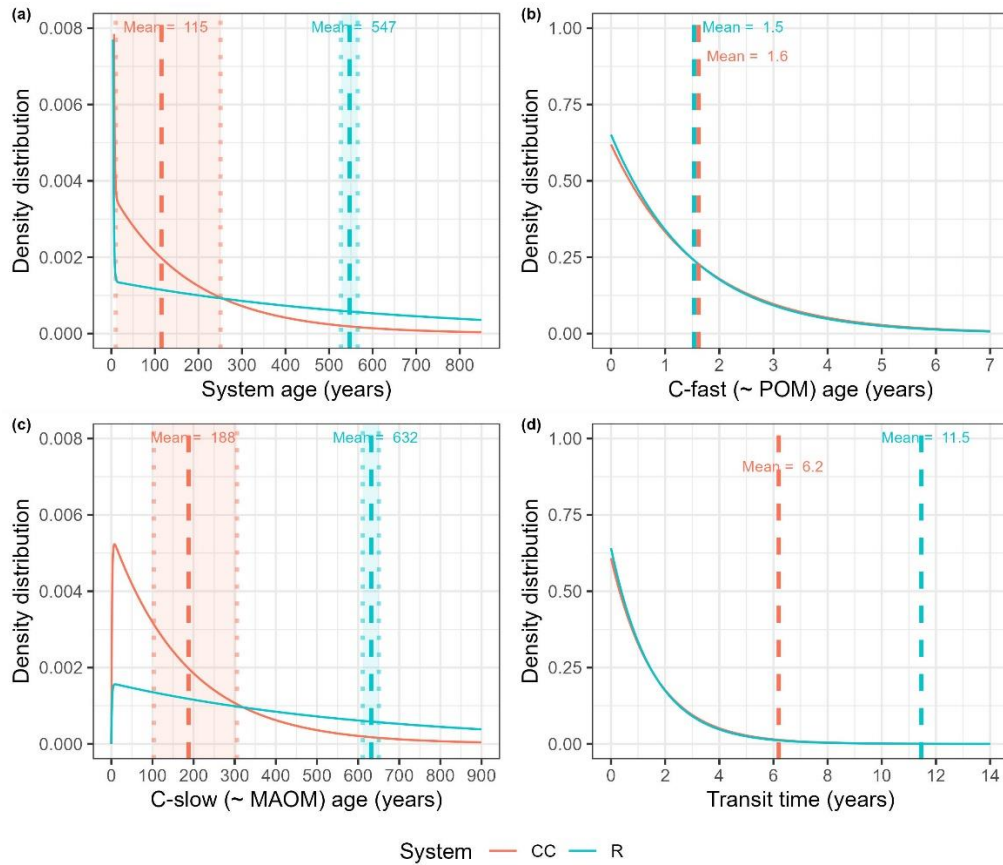 (a)
Mean = 115
Mean = 547
0.008
0.006
0.004
0.002
0.000
Density distribution
0 100 200 300 400 500 600 700 800
System age (years)
(b)
Mean = 1.5
Mean = 1.6
1.00
0.75
0.50
0.25
0.00
Density distribution
0 1 2 3 4 5 6 7
C-fast (~ POM) age (years)
(c)
Mean = 188
Mean = 632
0.008
0.006
0.004
0.002
0.000
Density distribution
0 100 200 300 400 500 600 700 800 900
C-slow (~ MAOM) age (years)
(d)
Mean = 11.5
Mean = 6.2
1.00
0.75
0.50
0.25
0.00
Density distribution
0 2 4 6 8 10 12 14
Transit time (years)
System CC R